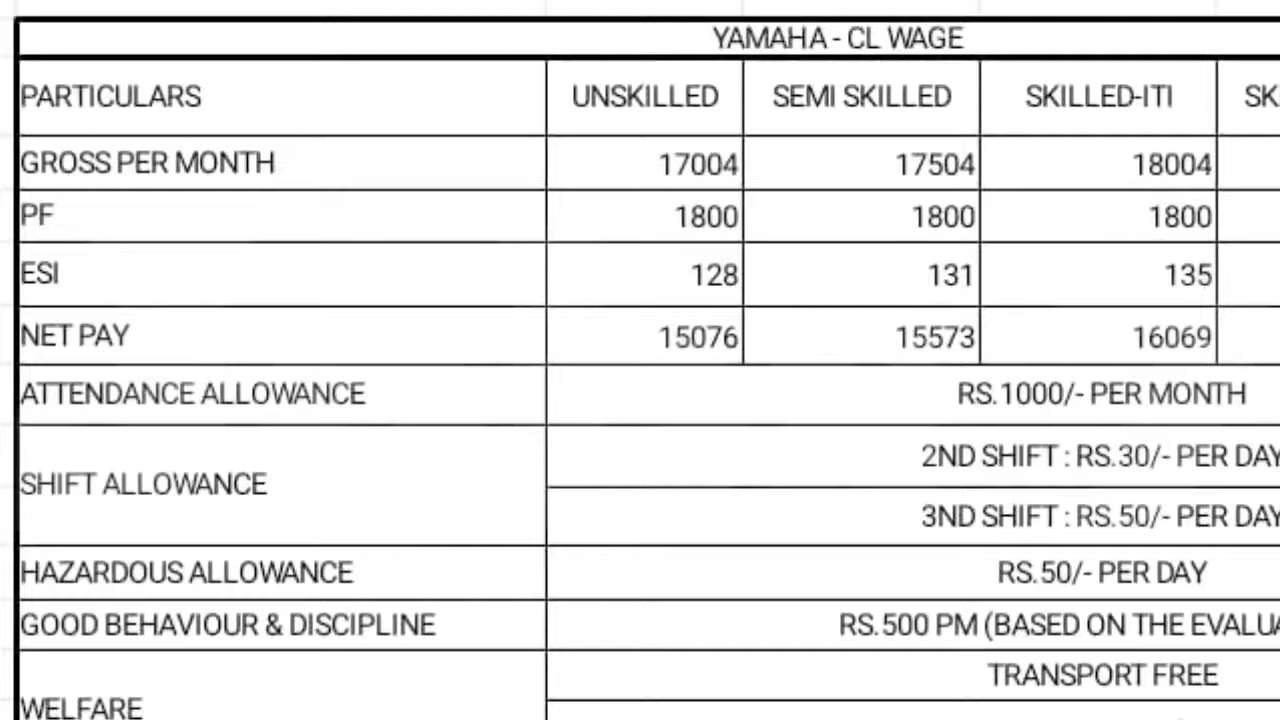 YAMAHA - CL WAGE
PARTICULARS UNSKILLED SEMI SKILLED SKILLED-ITI
GROSS PER MONTH 17004 17504 18004
PF 1800 1800 1800
ESI 128 131 135
NET PAY 15076 15573 16069
ATTENDANCE ALLOWANCE RS.1000/- PER MONTH
SHIFT ALLOWANCE 2ND SHIFT : RS.30/- PER DAY
3ND SHIFT : RS.50/- PER DAY
HAZARDOUS ALLOWANCE RS.50/- PER DAY
GOOD BEHAVIOUR & DISCIPLINE RS.500 PM (BASED ON THE
WELFARE TRANSPORT FREE